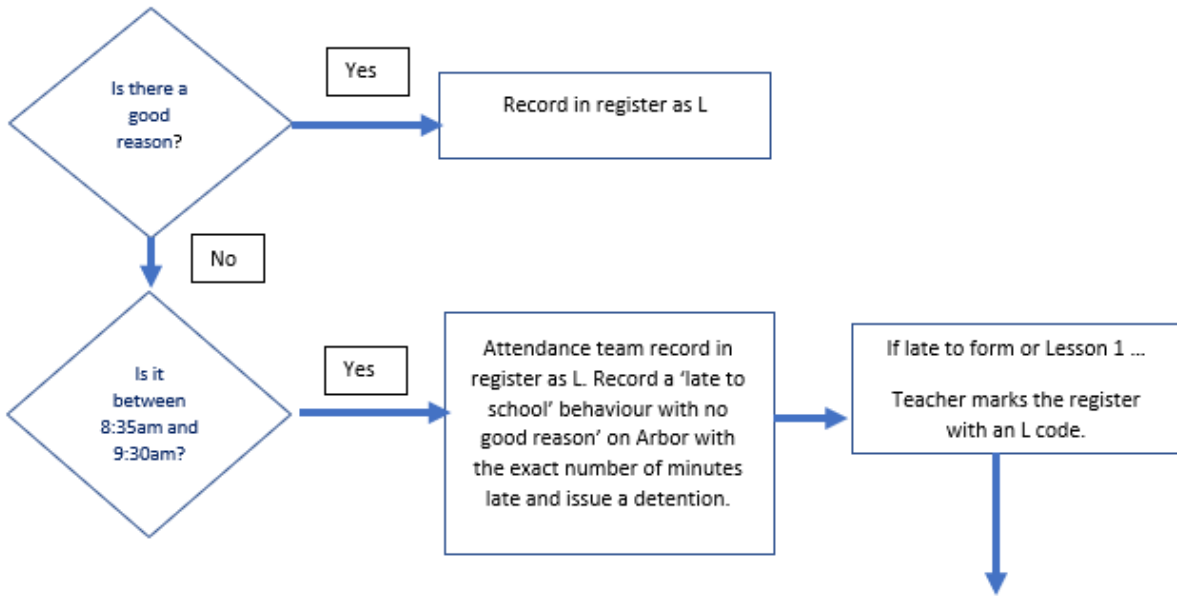 Is there a
good
reason?
Yes
Record in register as L
No
Is it
between
8:35am and
9:30am?
Yes
Attendance team record in
register as L. Record a ‘late to
school’ behaviour with no
good reason’ on Arbor with
the exact number of minutes
late and issue a detention.
If late to form or Lesson 1 ...
Teacher marks the register
with an L code.